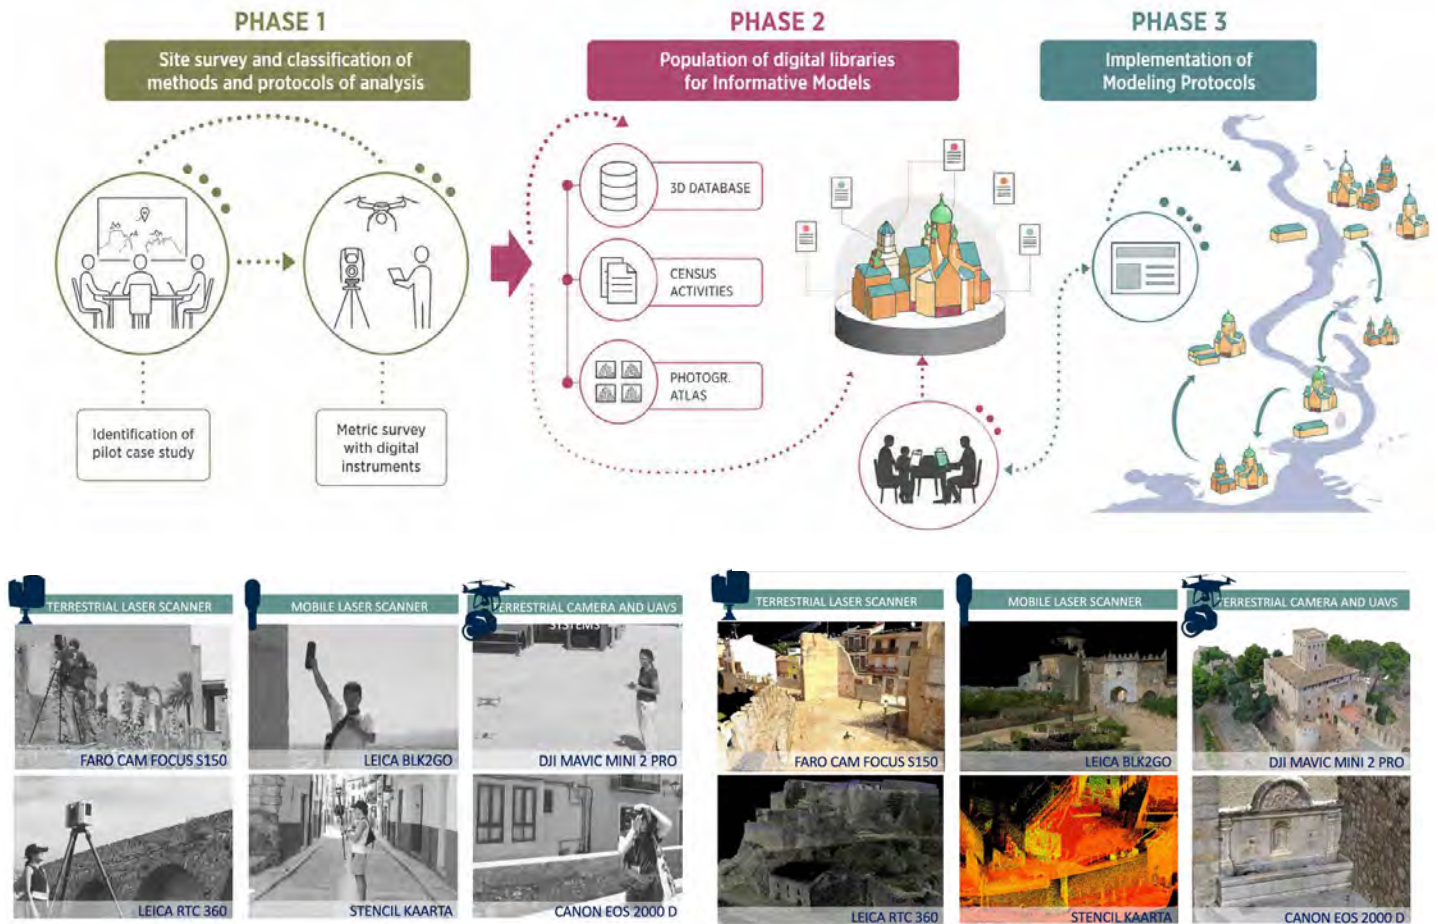 PHASE 1
Site survey and classification of
methods and protocols of analysis
Identification of
pilot case study
Metric survey
with digital
instruments
PHASE 2
Population of digital libraries
for Informative Models
3D DATABASE
CENSUS
ACTIVITIES
PHOTOGR.
ATLAS
PHASE 3
Implementation of
Modeling Protocols
TERRESTRIAL LASER SCANNER
MOBILE LASER SCANNER
TERRESTRIAL CAMERA AND UAVS
SYSTEMS
FARO CAM FOCUS S150
LEICA BLK2GO
DJI MAVIC MINI 2 PRO
LEICA RTC 360
STENCIL KAARTA
CANON EOS 2000 D
TERRESTRIAL LASER SCANNER
MOBILE LASER SCANNER
TERRESTRIAL CAMERA AND UAVS
FARO CAM FOCUS S150
LEICA BLK2GO
DJI MAVIC MINI 2 PRO
LEICA RTC 360
STENCIL KAARTA
CANON EOS 2000 D